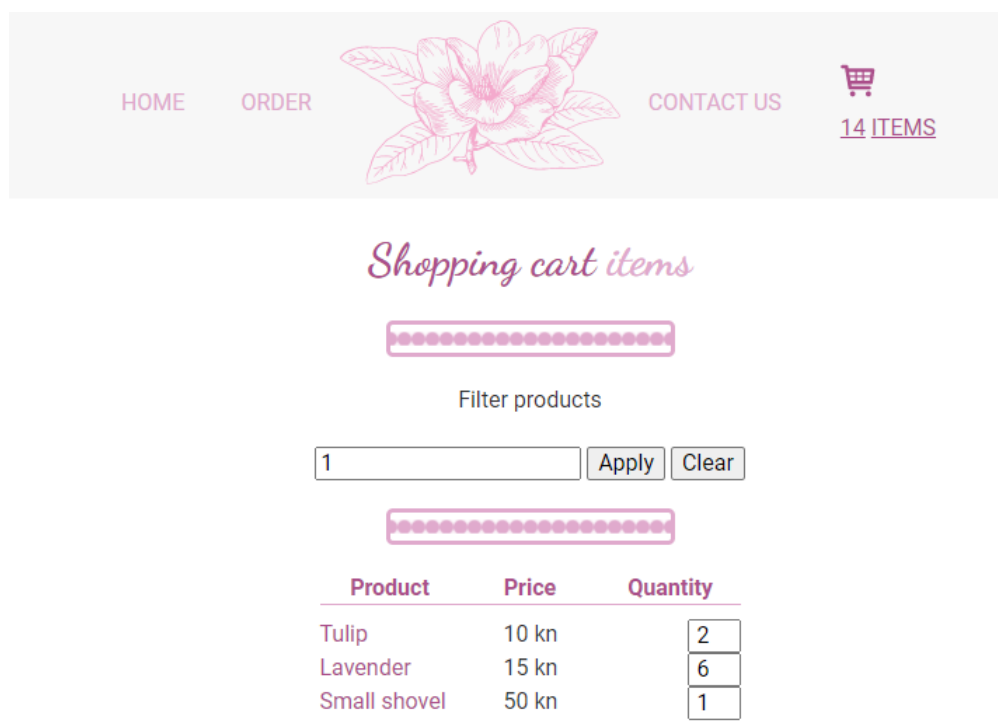 HOME ORDER CONTACT US
14 ITEMS
Shopping cart items
Filter products
1 Apply Clear
Product Price Quantity
Tulip 10 kn 2
Lavender 15 kn 6
Small shovel 50 kn 1